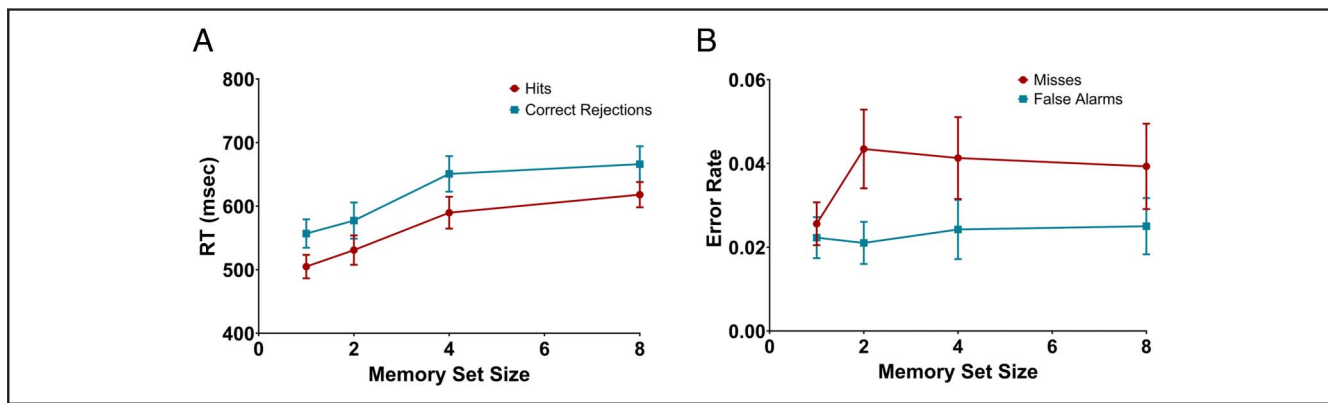 A
RT (msec)
800
700
600
500
400
0
2
4
6
8
Memory Set Size
Hits
Correct Rejections
B
Error Rate
0.06
0.04
0.02
0.00
0
2
4
6
8
Memory Set Size
Misses
False Alarms